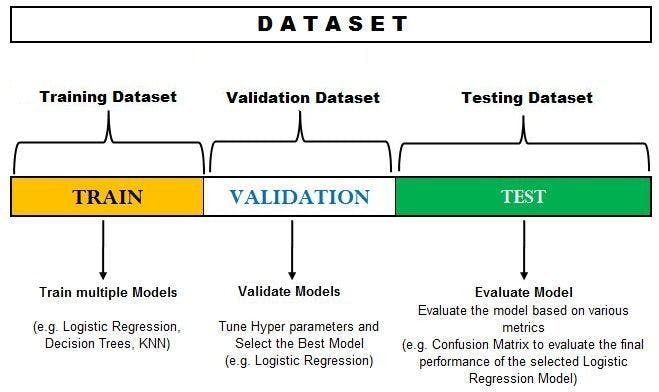 DATASET
Training Dataset
Validation Dataset
Testing Dataset
TRAIN
VALIDATION
TEST
Train multiple Models
(e.g. Logistic Regression,
Decision Trees, KNN)
Validate Models
Tune Hyper parameters and
Select the Best Model
(e.g. Logistic Regression)
Evaluate Model
Evaluate the model based on various
metrics
(e.g. Confusion Matrix to evaluate the final
performance of the selected Logistic
Regression Model)